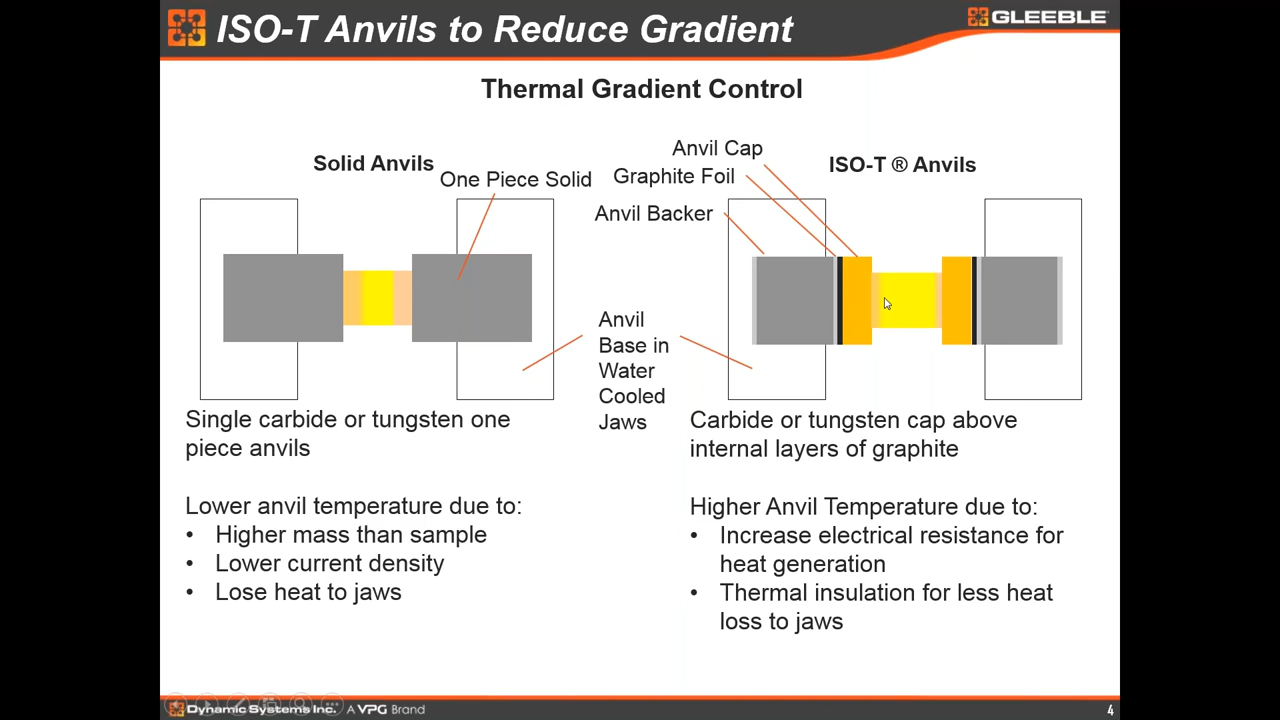 ISO-T Anvils to Reduce Gradient
GLEEBLE®
Thermal Gradient Control
Solid Anvils
One Piece Solid
Anvil Cap
Graphite Foil
Anvil Backer
ISO-T ® Anvils
Anvil
Base in
Water
Cooled
Jaws
Single carbide or tungsten one
piece anvils
Lower anvil temperature due to:
• Higher mass than sample
• Lower current density
• Lose heat to jaws
Carbide or tungsten cap above
internal layers of graphite
Higher Anvil Temperature due to:
• Increase electrical resistance for
heat generation
• Thermal insulation for less heat
loss to jaws
Dynamic Systems Inc. A VPG Brand
4